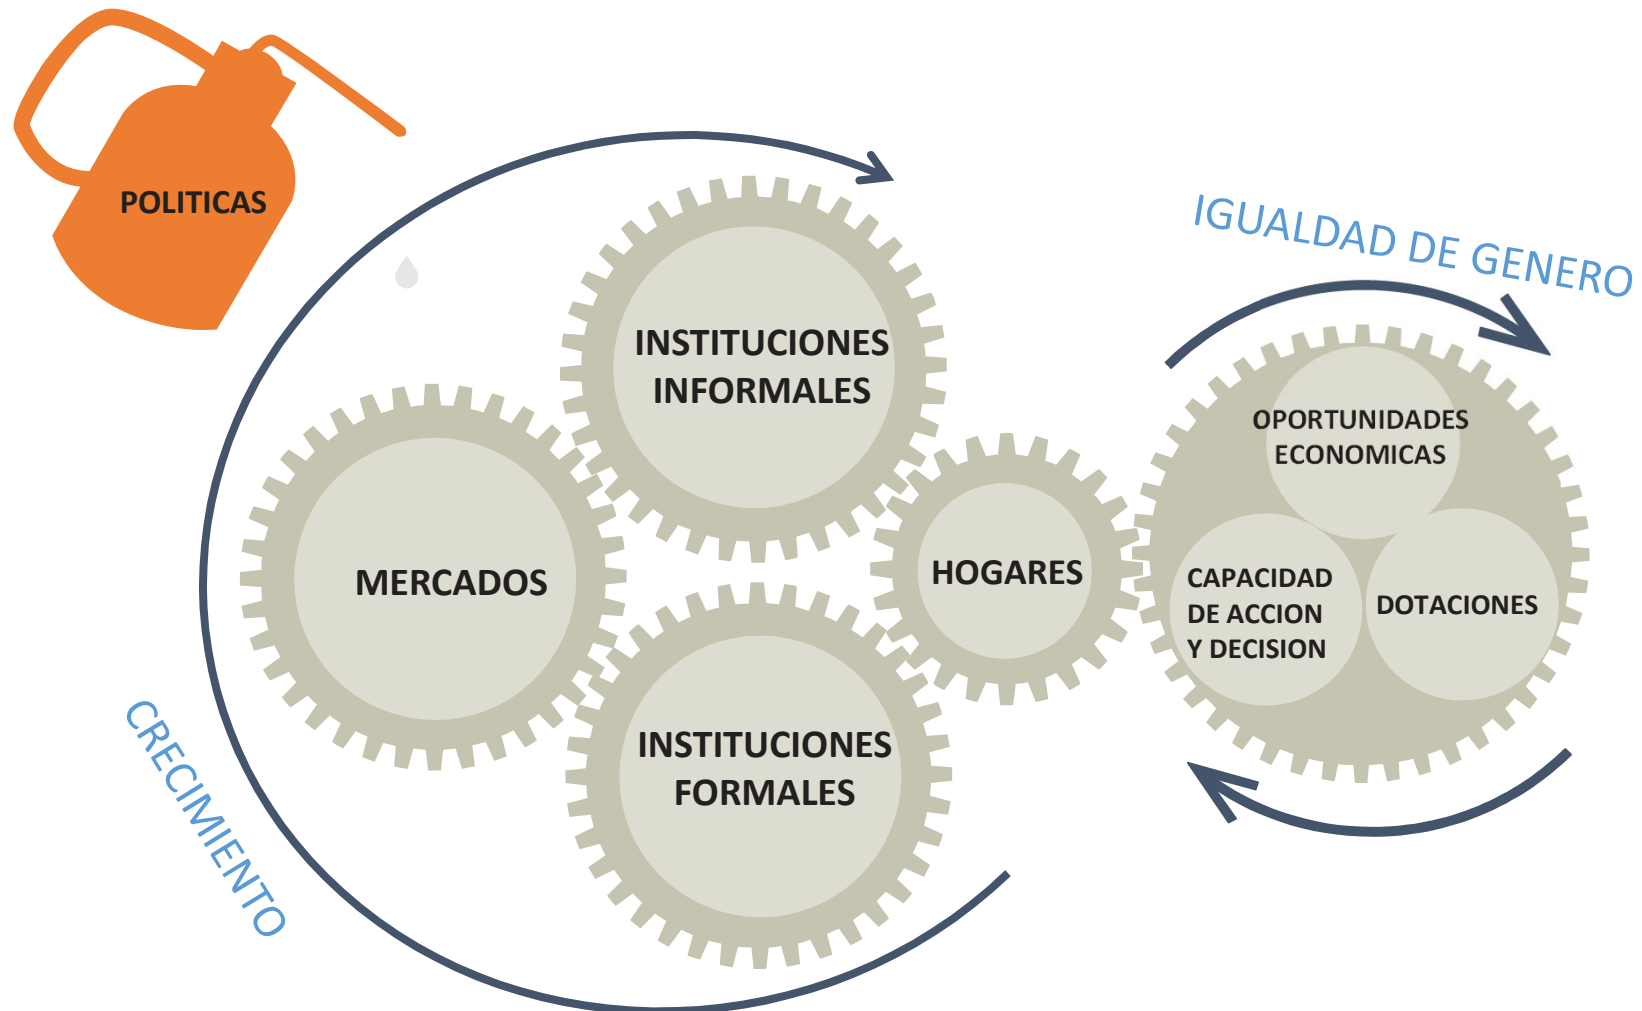 POLITICAS
IGUALDAD DE GENERO
INSTITUCIONES
INFORMALES
OPORTUNIDADES
ECONOMICAS
MERCADOS
HOGARES
CAPACIDAD
DE ACCION
Y DECISION
DOTACIONES
INSTITUCIONES
FORMALES
CRECIMIENTO